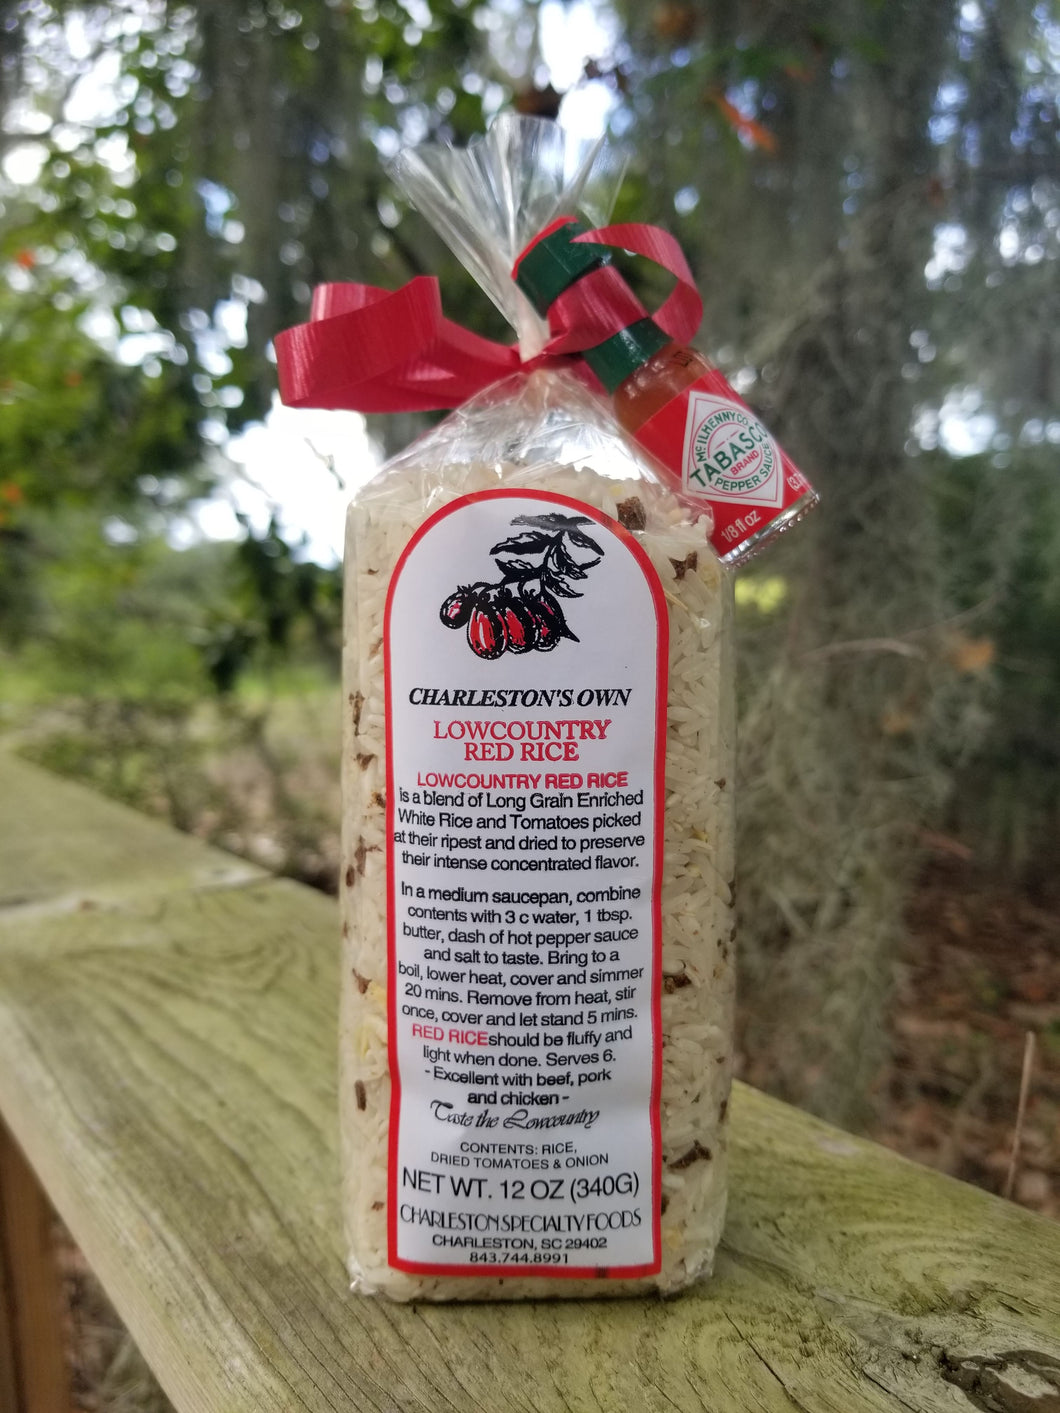 McILHENNY CO.
TABASCO
BRAND
PEPPER SAUCE
1/8 fl oz
CHARLESTON'S OWN
LOWCOUNTRY
RED RICE
LOWCOUNTRY RED RICE
is a blend of Long Grain Enriched
White Rice and Tomatoes picked
at their ripest and dried to preserve
their intense concentrated flavor.
In a medium saucepan, combine
contents with 3 c water, 1 tbsp.
butter, dash of hot pepper sauce
and salt to taste. Bring to a
boil, lower heat, cover and simmer
20 mins. Remove from heat, stir
once, cover and let stand 5 mins.
RED RICE should be fluffy and
light when done. Serves 6.
- Excellent with beef, pork
and chicken -
Taste the Lowcountry
CONTENTS: RICE,
DRIED TOMATOES & ONION
NET WT. 12 OZ (340G)
CHARLESTON SPECIALTY FOODS
CHARLESTON, SC 29402
843.744.8991